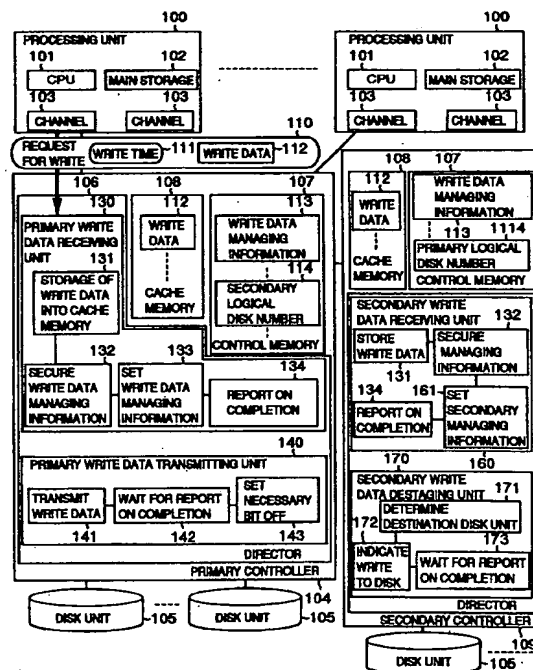 100
PROCESSING UNIT
101
102
CPU
MAIN STORAGE
103
103
CHANNEL
CHANNEL
100
PROCESSING UNIT
101
102
CPU
MAIN STORAGE
103
103
CHANNEL
CHANNEL
110
REQUEST
FOR WRITE
WRITE TIME
111
WRITE DATA
112
106
130
PRIMARY WRITE
DATA RECEIVING
UNIT
131
STORAGE OF
WRITE DATA
INTO CACHE
MEMORY
108
112
WRITE
DATA
CACHE
MEMORY
107
113
WRITE DATA
MANAGING
INFORMATION
114
SECONDARY
LOGICAL
DISK NUMBER
CONTROL MEMORY
132
SECURE
WRITE DATA
MANAGING
INFORMATION
133
SET
WRITE DATA
MANAGING
INFORMATION
134
REPORT ON
COMPLETION
140
PRIMARY WRITE DATA TRANSMITTING UNIT
TRANSMIT
WRITE DATA
141
WAIT FOR REPORT
ON COMPLETION
142
SET
NECESSARY
BIT OFF
143
DIRECTOR
PRIMARY CONTROLLER
104
DISK UNIT
105
DISK UNIT
105
108
112
WRITE
DATA
CACHE
MEMORY
107
WRITE DATA
MANAGING
INFORMATION
113
1114
PRIMARY LOGICAL
DISK NUMBER
CONTROL MEMORY
SECONDARY WRITE
DATA RECEIVING UNIT
132
STORE
WRITE DATA
131
SECURE
MANAGING
INFORMATION
134
REPORT ON
COMPLETION
161
SET
SECONDARY
MANAGING
INFORMATION
160
170
SECONDARY WRITE
DATA DESTAGING UNIT
171
DETERMINE
DESTINATION DISK UNIT
172
INDICATE
WRITE
TO DISK
173
WAIT FOR REPORT
ON COMPLETION
DIRECTOR
SECONDARY CONTROLLER
109
DISK UNIT
105